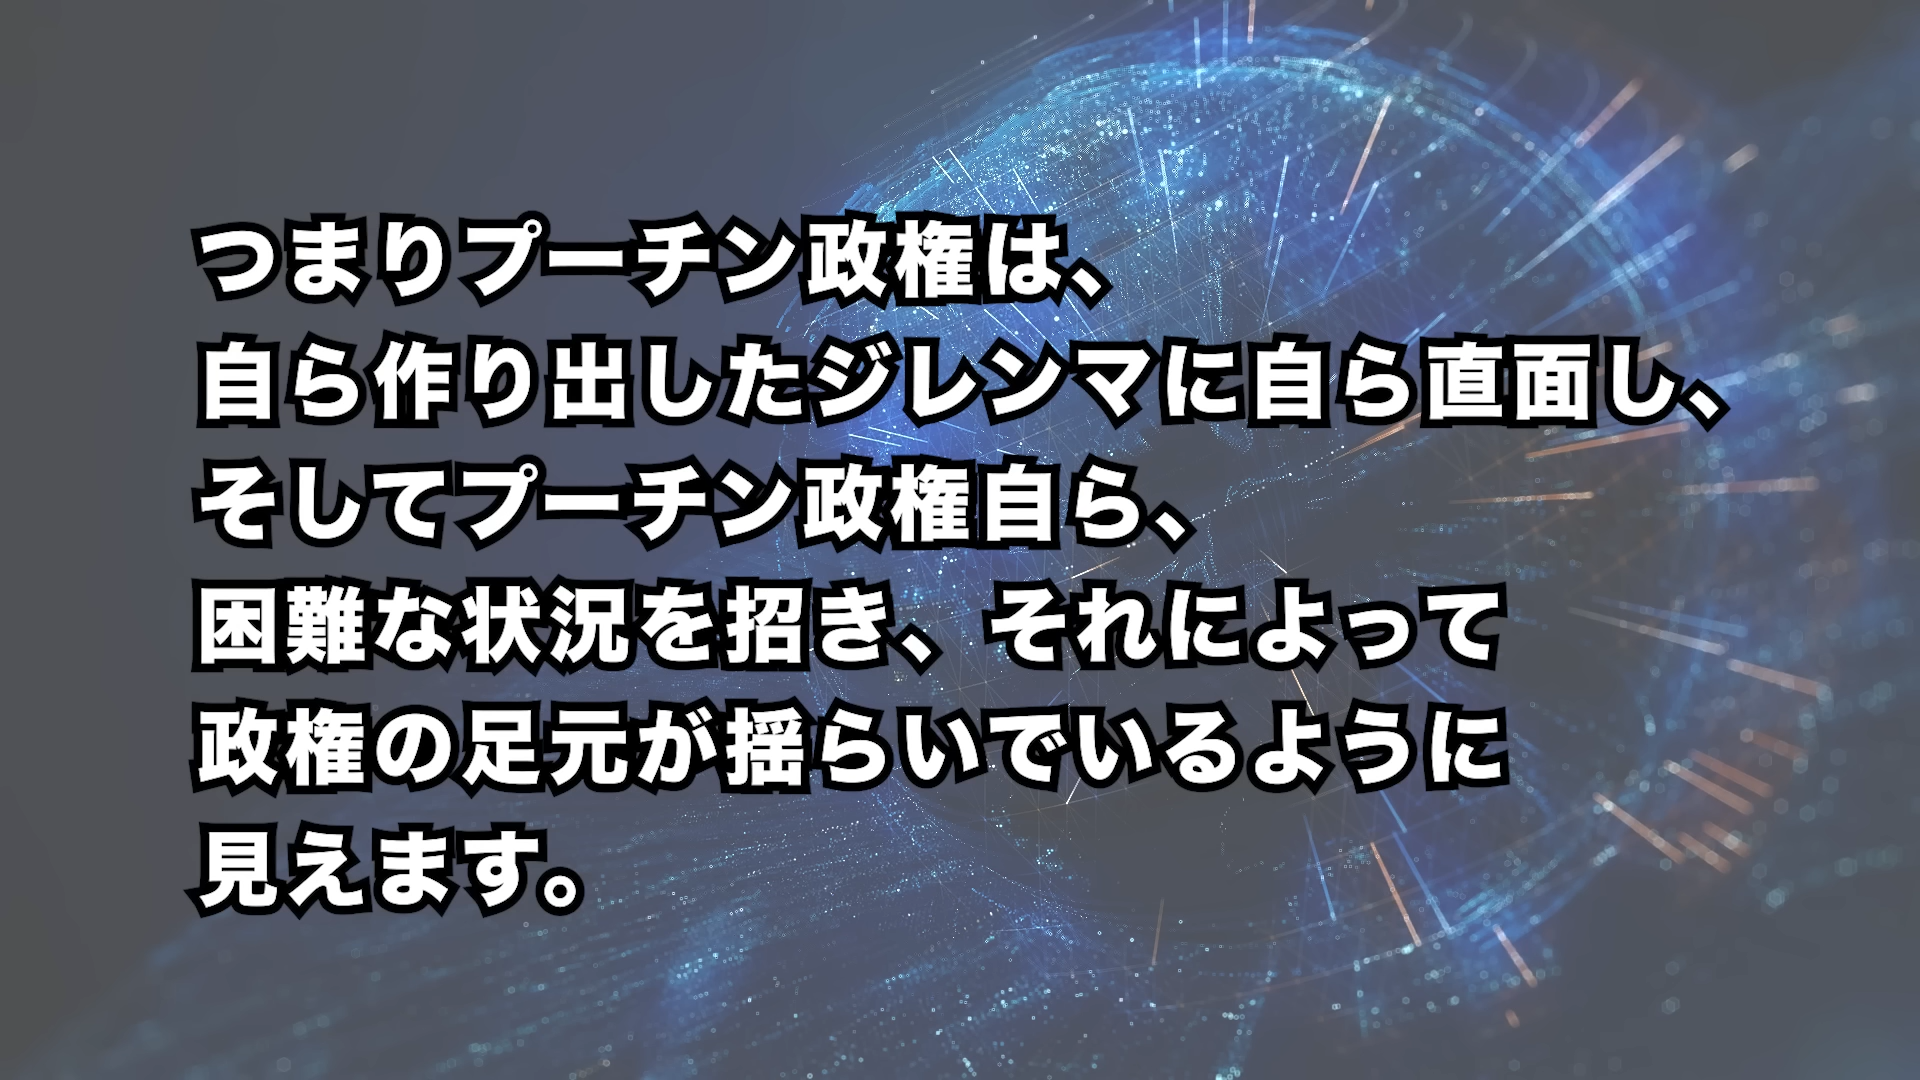 つまりプーチン政権は、
自ら作り出したジレンマに自ら直面し、
そしてプーチン政権自ら、
困難な状況を招き、それによって
政権の足元が揺らいでいるように
見えます。